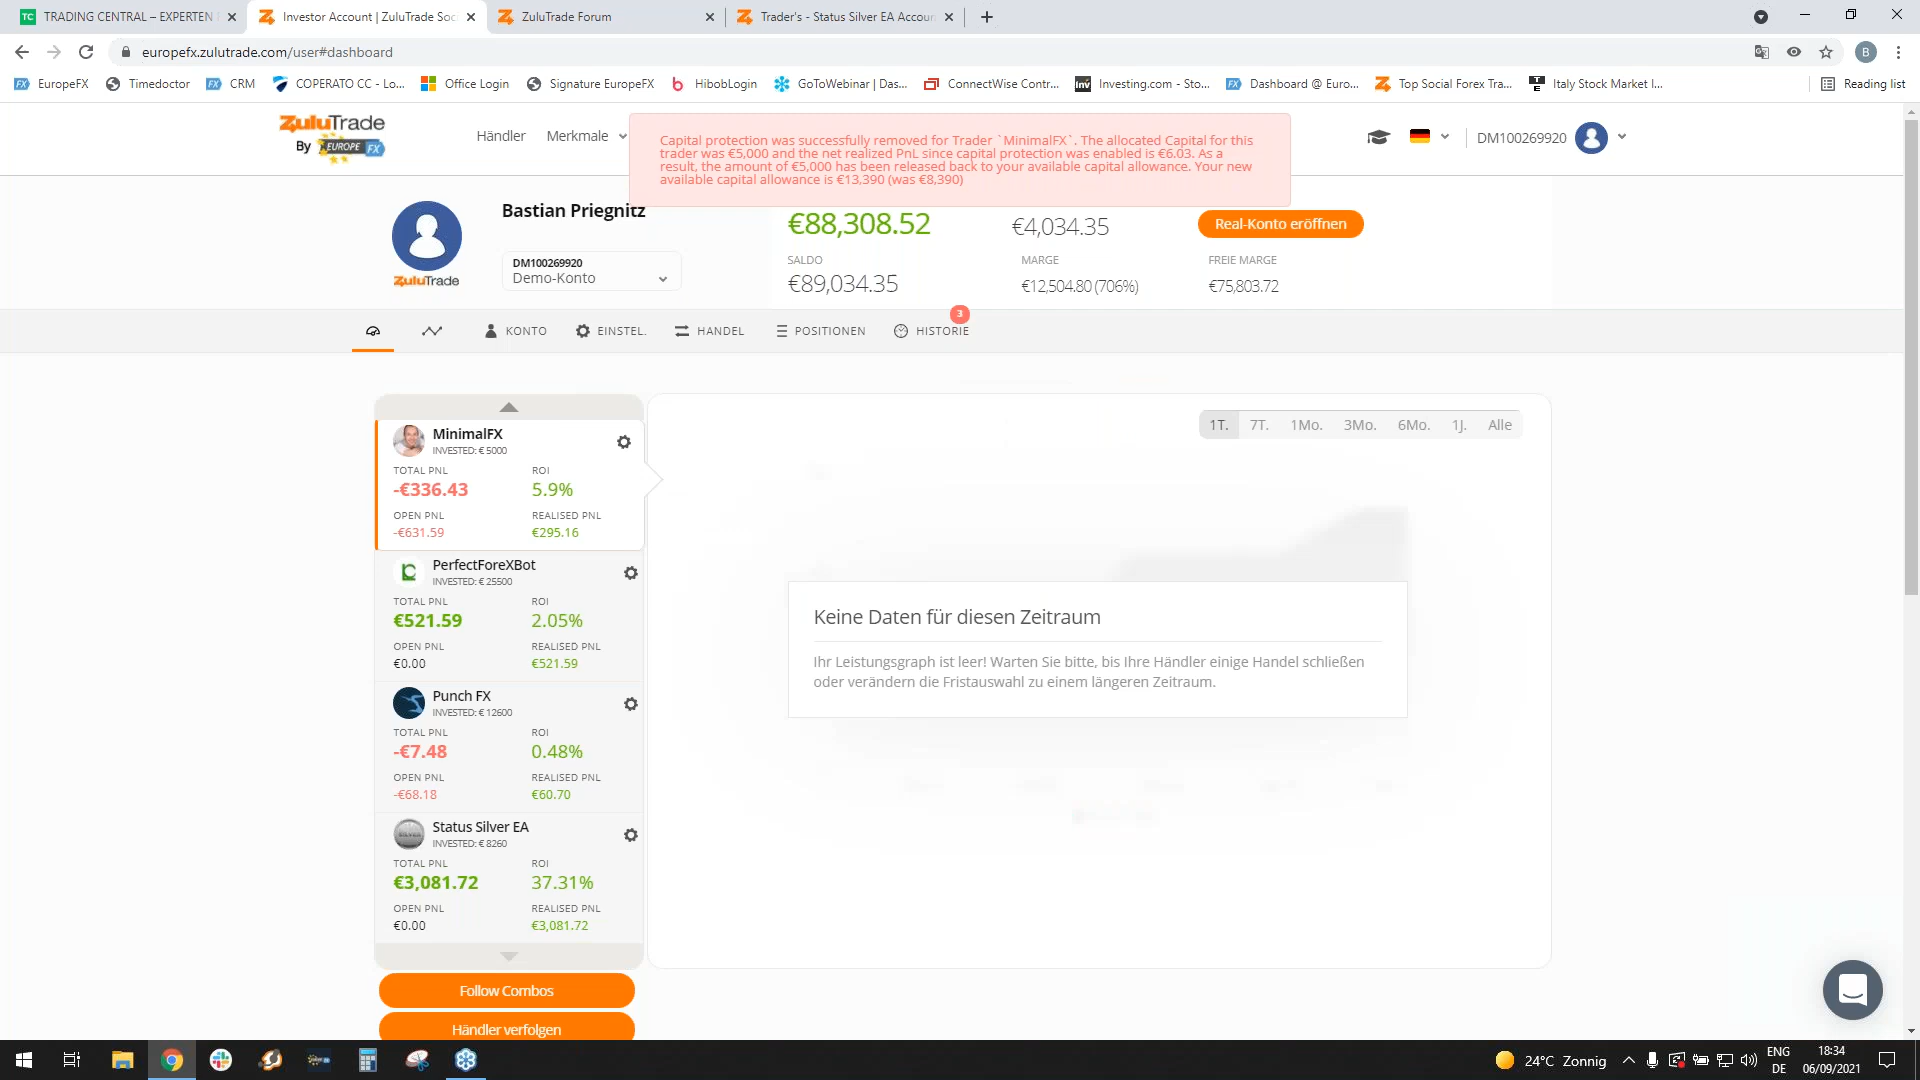 TRADING CENTRAL – EXPERTEN
Investor Account | ZuluTrade Soc
ZuluTrade Forum
Trader's - Status Silver EA Accoun
europefx.zulutrade.com/user#dashboard
B
EuropeFX
Timedoctor
CRM
COPERATO CC - Lo...
Office Login
Signature EuropeFX
HibobLogin
GoToWebinar | Das...
ConnectWise Contr...
Investing.com - Sto...
Dashboard @ Euro...
Top Social Forex Tra...
Italy Stock Market I...
Reading list
ZuluTrade
By EUROPE FX
Händler
Merkmale
Capital protection was successfully removed for Trader `MinimalFX`. The allocated Capital for this
trader was €5,000 and the net realized PnL since capital protection was enabled is €6.03. As a
result, the amount of €5,000 has been released back to your available capital allowance. Your new
available capital allowance is €13,390 (was €8,390)
DM100269920
Bastian Priegnitz
DM100269920
Demo-Konto
ZuluTrade
€88,308.52
€4,034.35
Real-Konto eröffnen
SALDO
MARGE
FREIE MARGE
€89,034.35
€12,504.80 (706%)
€75,803.72
KONTO
EINSTEL.
HANDEL
POSITIONEN
HISTORIE
3
MinimalFX
INVESTED: € 5000
TOTAL PNL
ROI
-€336.43
5.9%
OPEN PNL
REALISED PNL
-€631.59
€295.16
PerfectForeXBot
INVESTED: € 25500
TOTAL PNL
ROI
€521.59
2.05%
OPEN PNL
REALISED PNL
€0.00
€521.59
Punch FX
INVESTED: € 12600
TOTAL PNL
ROI
-€7.48
0.48%
OPEN PNL
REALISED PNL
-€68.18
€60.70
Status Silver EA
INVESTED: € 8260
TOTAL PNL
ROI
€3,081.72
37.31%
OPEN PNL
REALISED PNL
€0.00
€3,081.72
Follow Combos
Händler verfolgen
1T.
7T.
1Mo.
3Mo.
6Mo.
1J.
Alle
Keine Daten für diesen Zeitraum
Ihr Leistungsgraph ist leer! Warten Sie bitte, bis Ihre Händler einige Handel schließen
oder verändern die Fristauswahl zu einem längeren Zeitraum.
24°C Zonnig
ENG
DE
18:34
06/09/2021